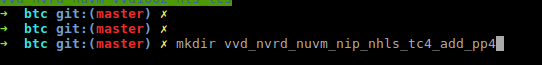 ➜ btc git:(master) ✗
➜ btc git:(master) ✗
➜ btc git:(master) ✗ mkdir vvd_nvrd_nuvm_nip_nhls_tc4_add_pp4